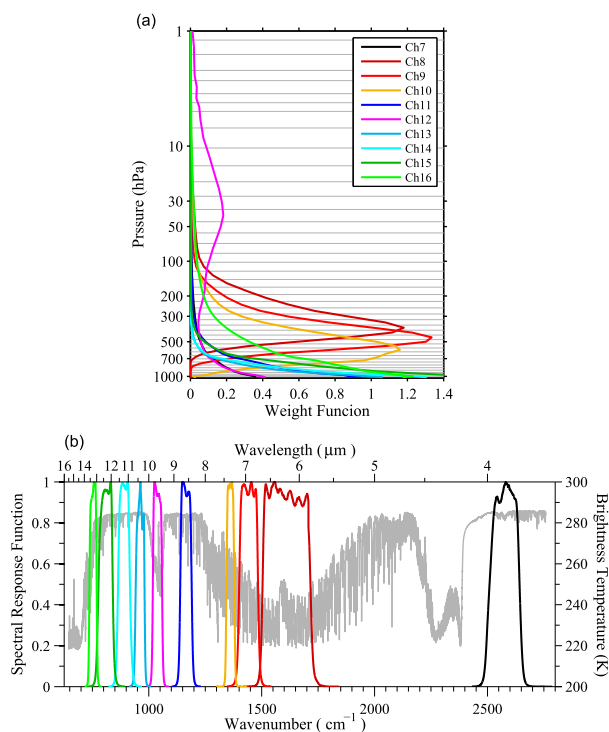 (a)
1
10
30
50
100
200
300
500
700
1000
Prssure (hPa)
0 0.2 0.4 0.6 0.8 1 1.2 1.4
Weight Funcion
Ch7
Ch8
Ch9
Ch10
Ch11
Ch12
Ch13
Ch14
Ch15
Ch16
(b)
Wavelength ( μm)
16 14 12 11 10 9 8 7 6 5 4
1
0.8
0.6
0.4
0.2
0
Spectral Response Function
300
280
260
240
220
200
Brightness Temperature (K)
1000 1500 2000 2500
Wavenumber ( cm⁻¹ )